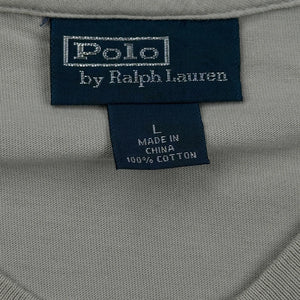 Polo
by Ralph Lauren
L
MADE IN
CHINA
100% COTTON